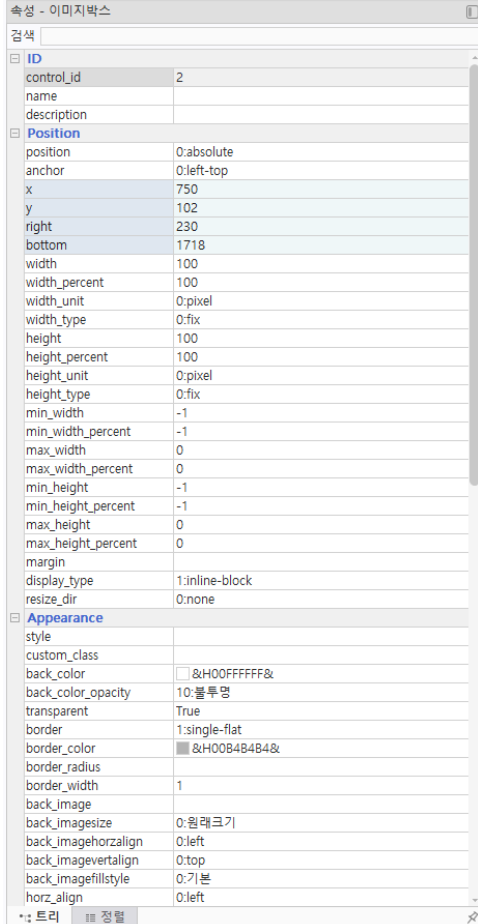 속성 - 이미지박스
검색
ID
control_id 2
name
description
Position
position 0:absolute
anchor 0:left-top
x 750
y 102
right 230
bottom 1718
width 100
width_percent 100
width_unit 0:pixel
width_type 0:fix
height 100
height_percent 100
height_unit 0:pixel
height_type 0:fix
min_width -1
min_width_percent -1
max_width 0
max_width_percent 0
min_height -1
min_height_percent -1
max_height 0
max_height_percent 0
margin
display_type 1:inline-block
resize_dir 0:none
Appearance
style
custom_class
back_color &H00FFFFFF&
back_color_opacity 10:불투명
transparent True
border 1:single-flat
border_color &H00B4B4B4&
border_radius
border_width 1
back_image
back_imagesize 0:원래크기
back_imagehorzalign 0:left
back_imagevertalign 0:top
back_imagefillstyle 0:기본
horz_align 0:left
트리 정렬